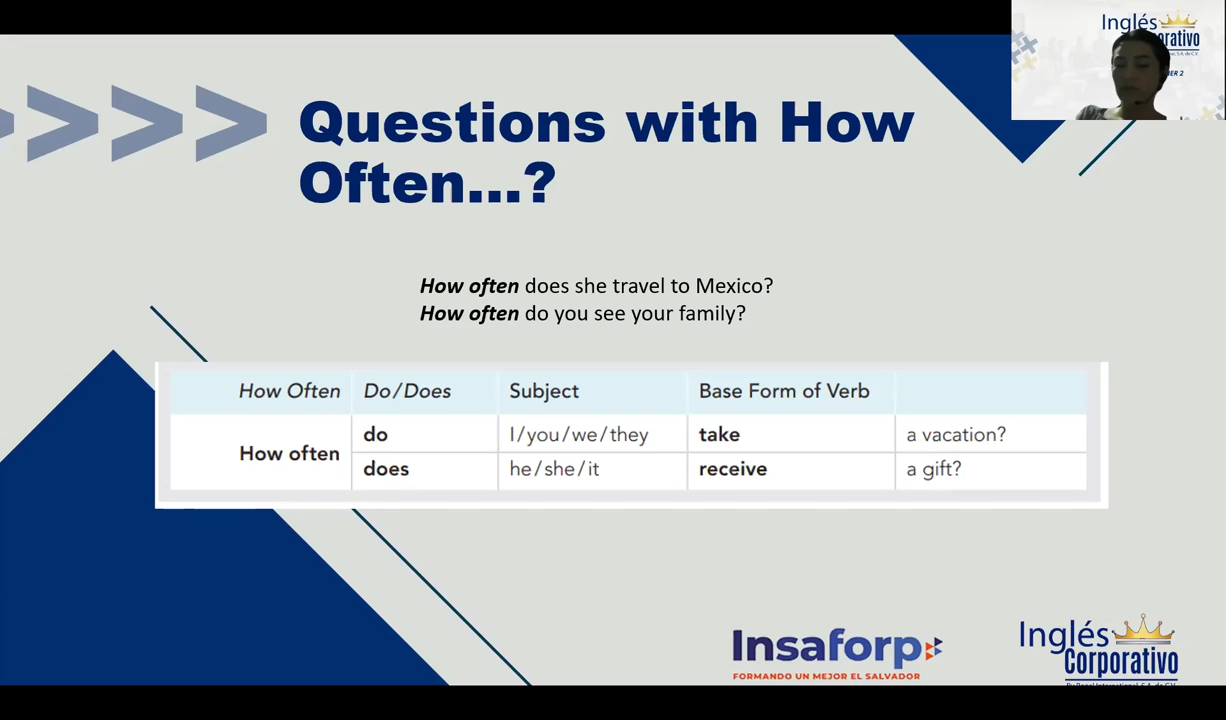 Inglés
Corporativo
Questions with How
Often...?
How often does she travel to Mexico?
How often do you see your family?
How Often Do/Does Subject Base Form of Verb
How often
do I/you/we/they take a vacation?
does he/she/it receive a gift?
Insaforp
FORMANDO UN MEJOR EL SALVADOR
Inglés
Corporativo